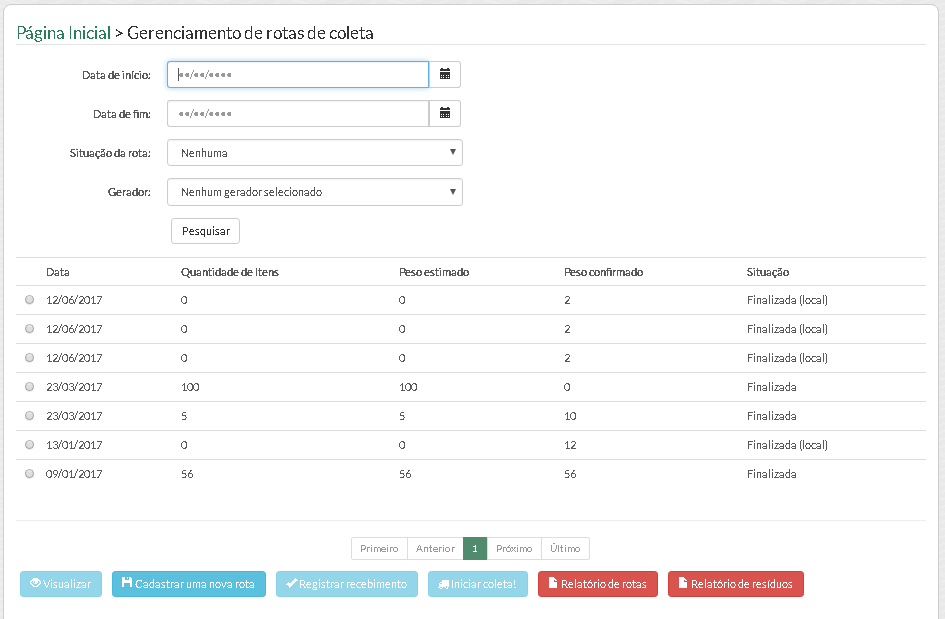 Página Inicial > Gerenciamento de rotas de coleta
Data de início: ••/••/••••
Data de fim: ••/••/••••
Situação da rota: Nenhuma
Gerador: Nenhum gerador selecionado
Pesquisar
Data Quantidade de Itens Peso estimado Peso confirmado Situação
12/06/2017 0 0 2 Finalizada (local)
12/06/2017 0 0 2 Finalizada (local)
12/06/2017 0 0 2 Finalizada (local)
23/03/2017 100 100 0 Finalizada
23/03/2017 5 5 10 Finalizada
13/01/2017 0 0 12 Finalizada (local)
09/01/2017 56 56 56 Finalizada
Primeiro Anterior 1 Próximo Último
Visualizar Cadastrar uma nova rota Registrar recebimento Iniciar coleta! Relatório de rotas Relatório de resíduos